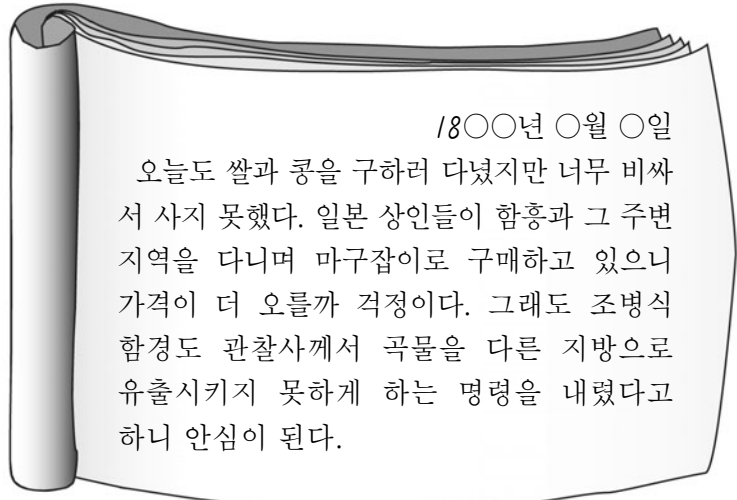 18○○년 ○월 ○일
오늘도 쌀과 콩을 구하러 다녔지만 너무 비싸
서 사지 못했다. 일본 상인들이 함흥과 그 주변
지역을 다니며 마구잡이로 구매하고 있으니
가격이 더 오를까 걱정이다. 그래도 조병식
함경도 관찰사께서 곡물을 다른 지방으로
유출시키지 못하게 하는 명령을 내렸다고
하니 안심이 된다.